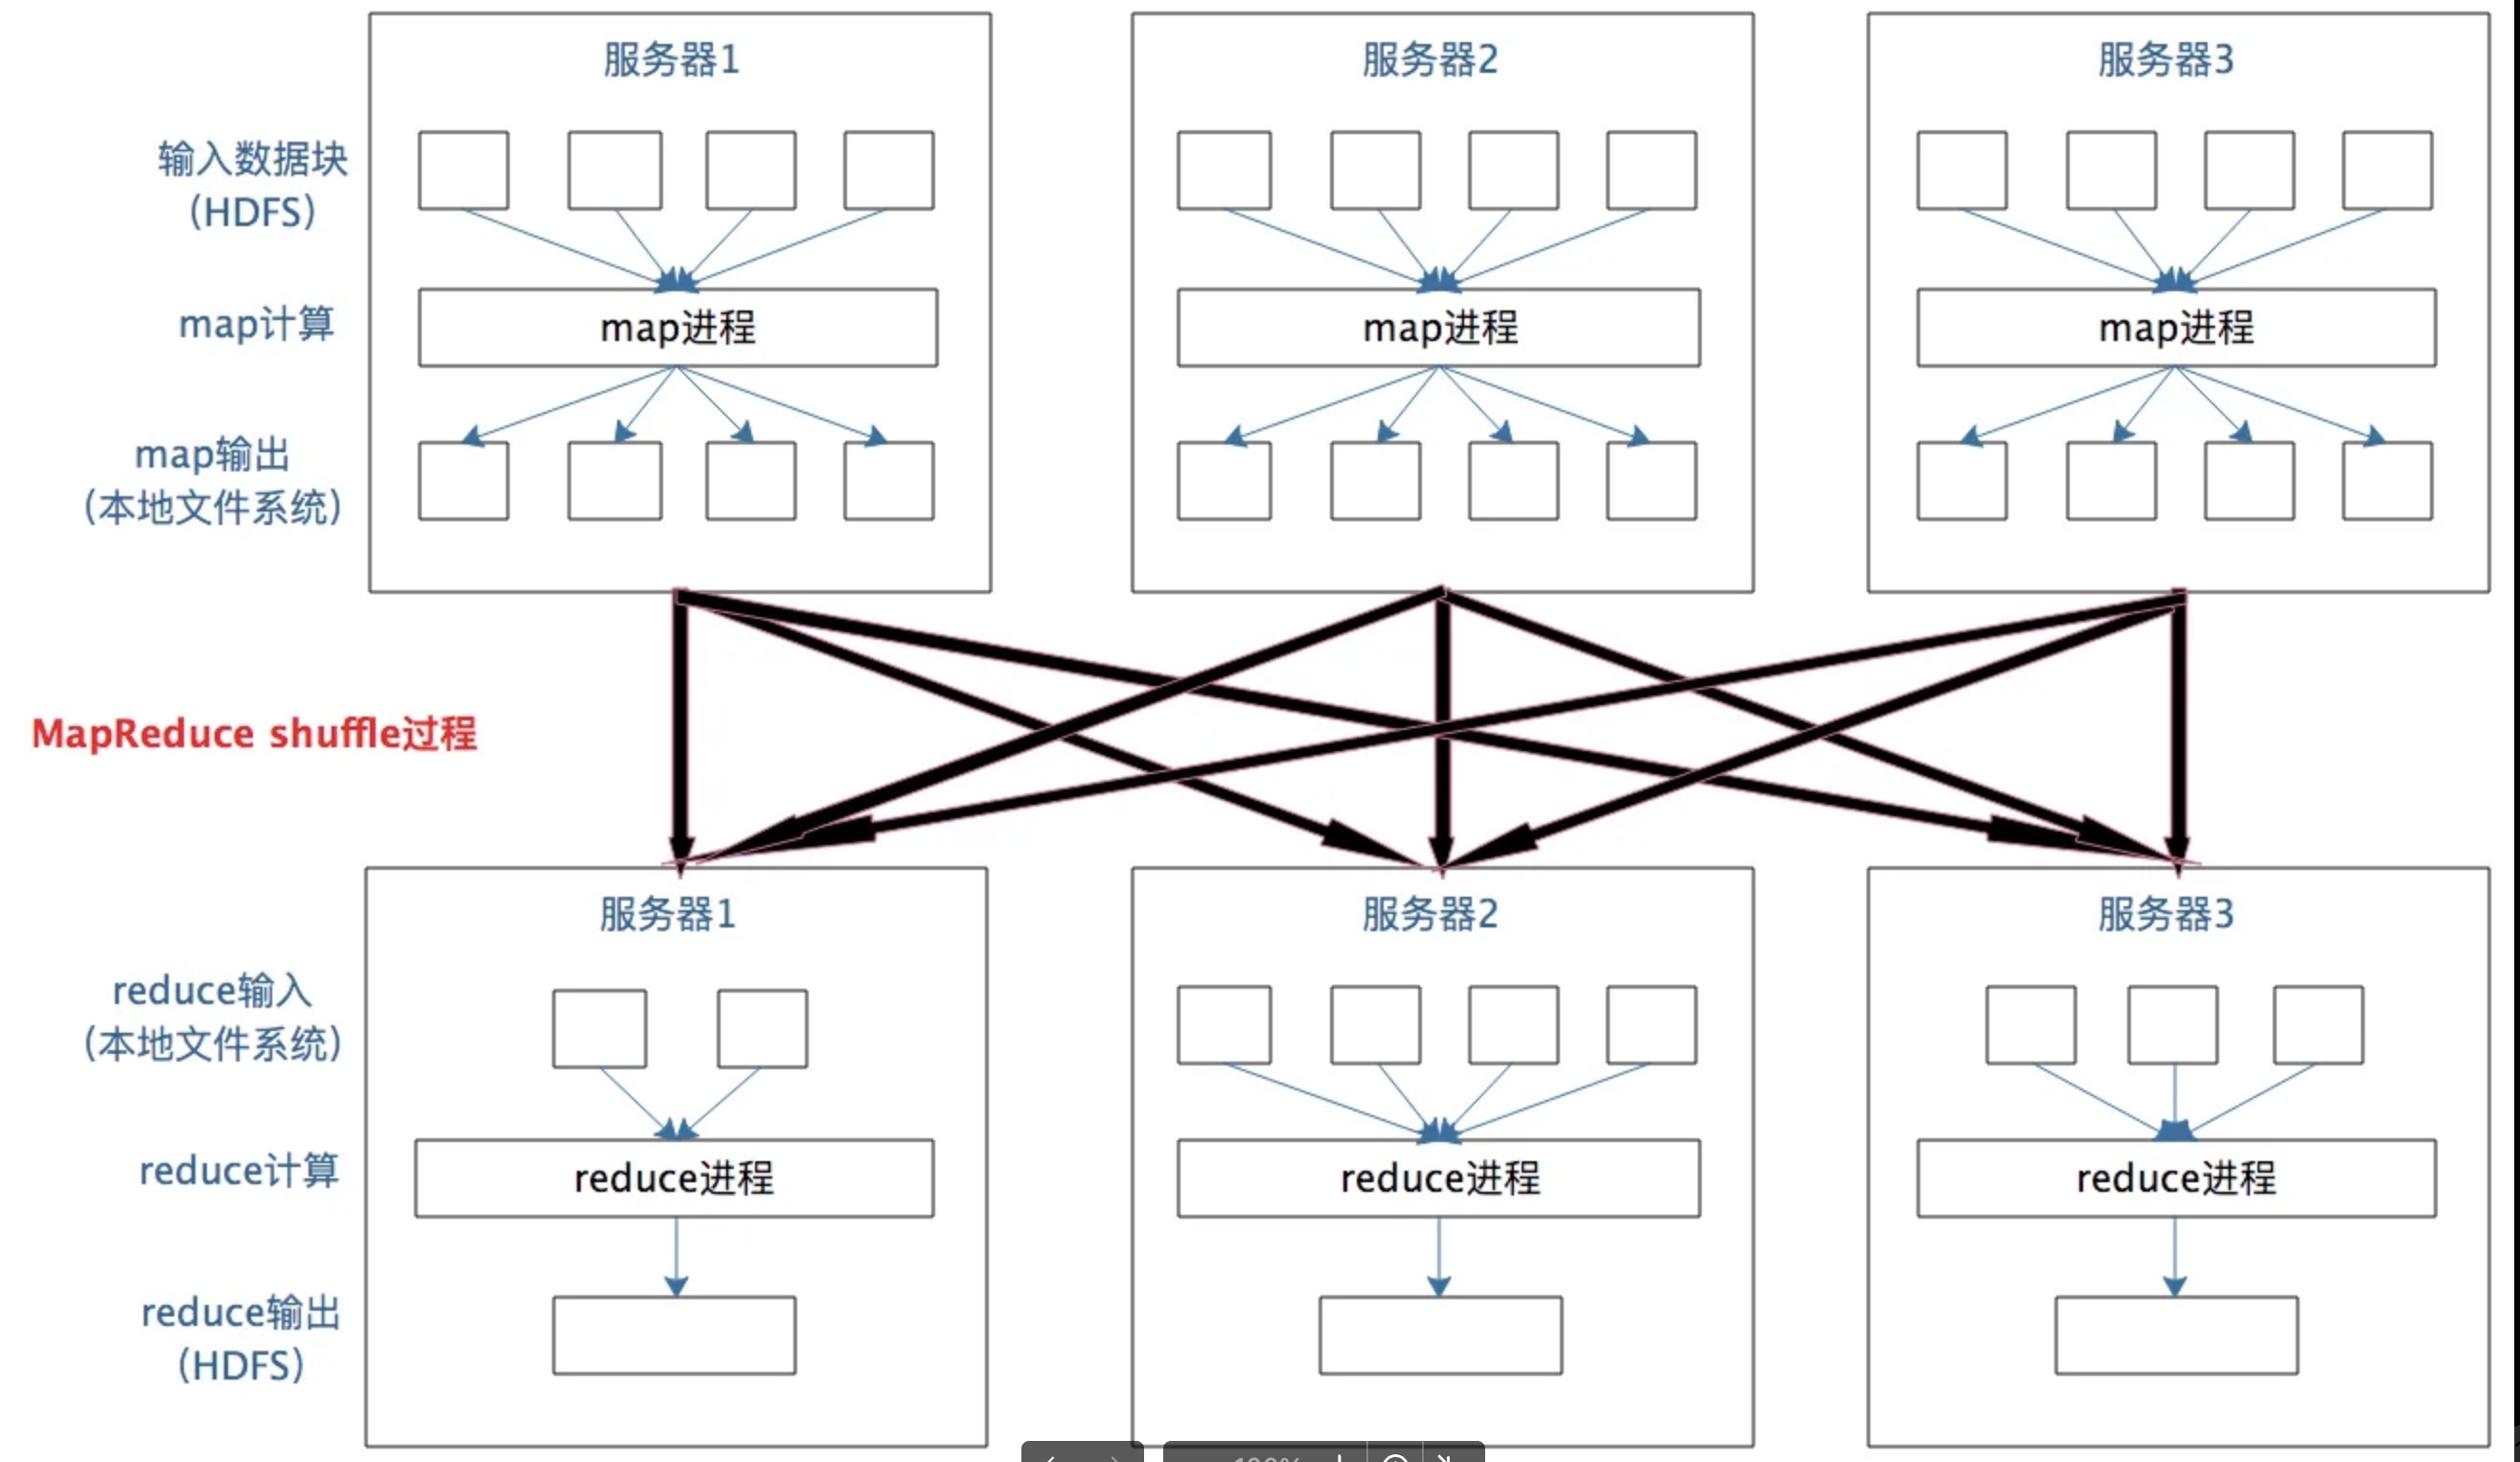 服务器1
服务器2
服务器3
输入数据块
(HDFS)
map计算
map进程
map进程
map进程
map输出
(本地文件系统)
MapReduce shuffle过程
服务器1
服务器2
服务器3
reduce输入
(本地文件系统)
reduce计算
reduce进程
reduce进程
reduce进程
reduce输出
(HDFS)